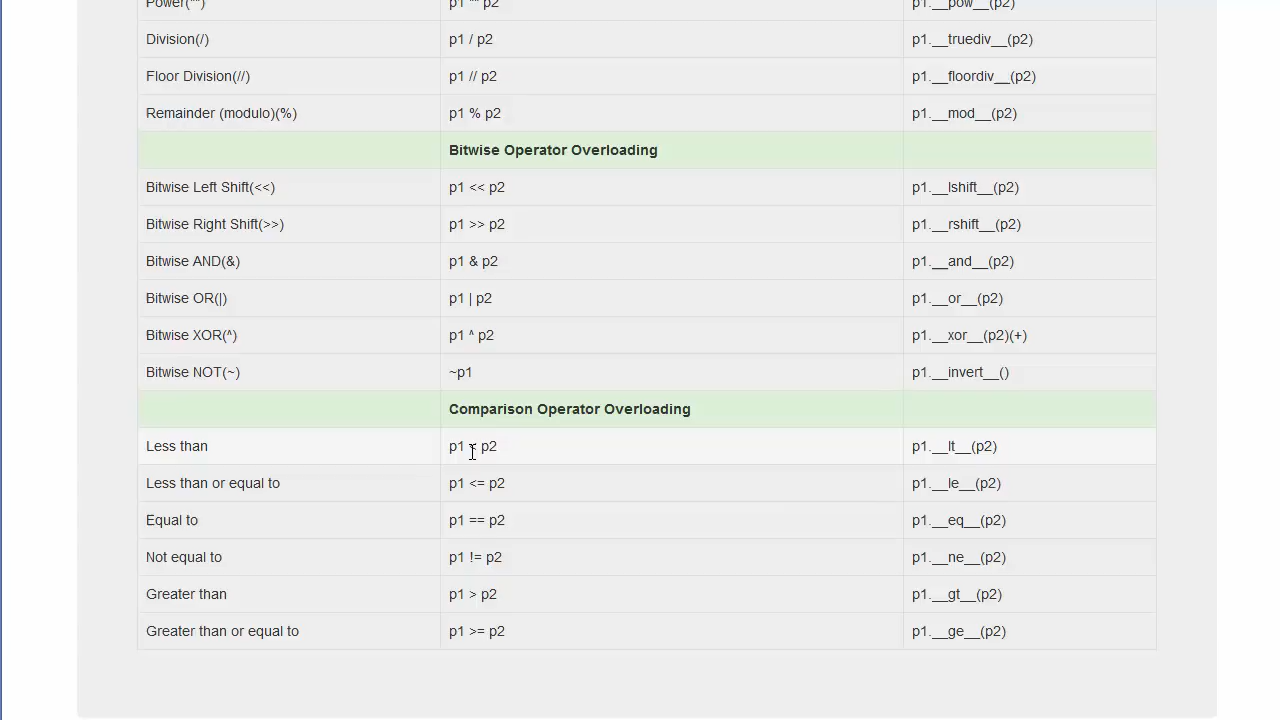 Power(**) p1 ** p2 p1.__pow__(p2)
Division(/) p1 / p2 p1.__truediv__(p2)
Floor Division(//) p1 // p2 p1.__floordiv__(p2)
Remainder (modulo)(%) p1 % p2 p1.__mod__(p2)
Bitwise Operator Overloading
Bitwise Left Shift(<<) p1 << p2 p1.__lshift__(p2)
Bitwise Right Shift(>>) p1 >> p2 p1.__rshift__(p2)
Bitwise AND(&) p1 & p2 p1.__and__(p2)
Bitwise OR(|) p1 | p2 p1.__or__(p2)
Bitwise XOR(^) p1 ^ p2 p1.__xor__(p2)(+)
Bitwise NOT(~) ~p1 p1.__invert__()
Comparison Operator Overloading
Less than p1 < p2 p1.__lt__(p2)
Less than or equal to p1 <= p2 p1.__le__(p2)
Equal to p1 == p2 p1.__eq__(p2)
Not equal to p1 != p2 p1.__ne__(p2)
Greater than p1 > p2 p1.__gt__(p2)
Greater than or equal to p1 >= p2 p1.__ge__(p2)